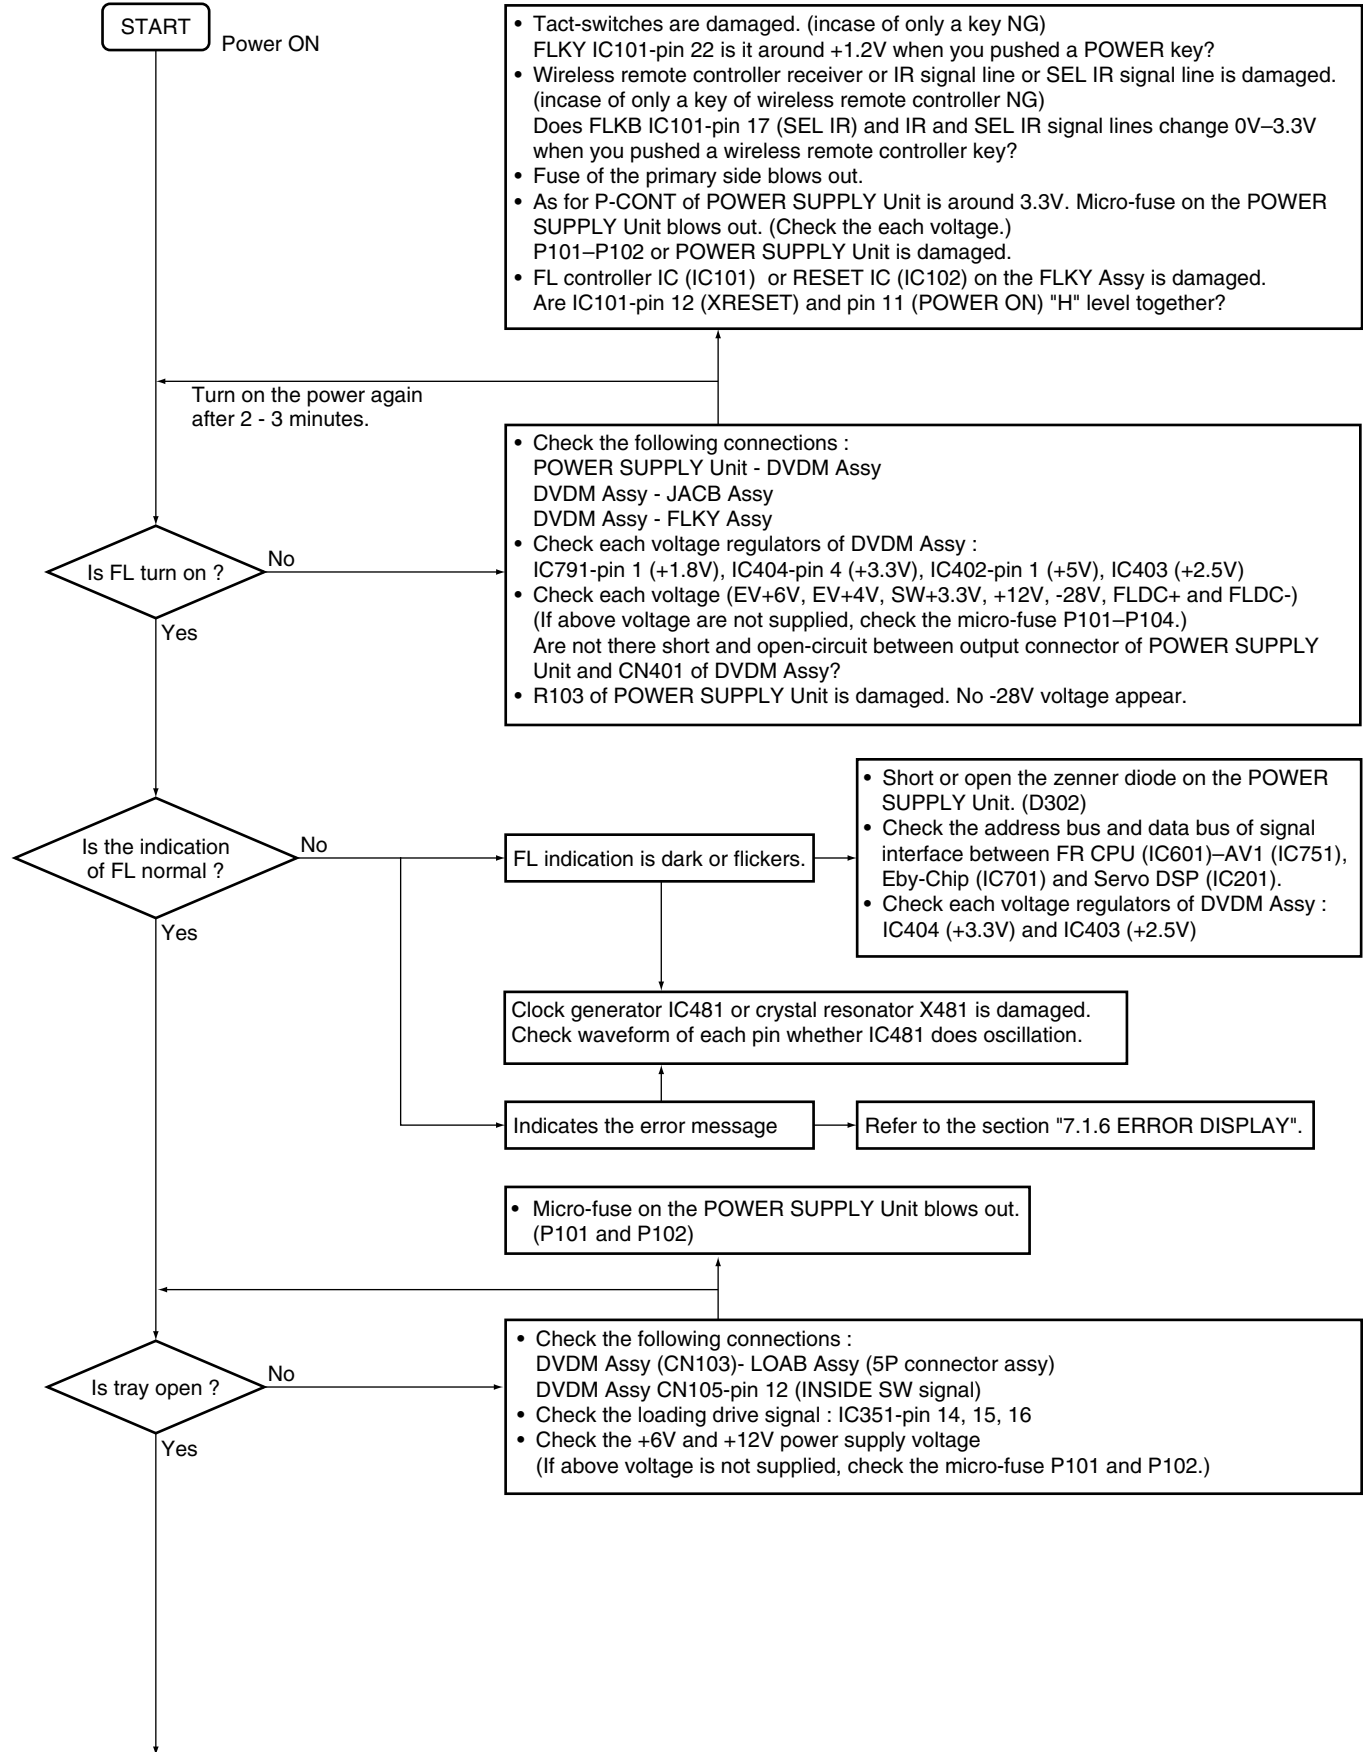 START
Power ON
• Tact-switches are damaged. (incase of only a key NG)
FLKY IC101-pin 22 is it around +1.2V when you pushed a POWER key?
• Wireless remote controller receiver or IR signal line or SEL IR signal line is damaged.
(incase of only a key of wireless remote controller NG)
Does FLKB IC101-pin 17 (SEL IR) and IR and SEL IR signal lines change 0V–3.3V
when you pushed a wireless remote controller key?
• Fuse of the primary side blows out.
• As for P-CONT of POWER SUPPLY Unit is around 3.3V. Micro-fuse on the POWER
SUPPLY Unit blows out. (Check the each voltage.)
P101–P102 or POWER SUPPLY Unit is damaged.
• FL controller IC (IC101) or RESET IC (IC102) on the FLKY Assy is damaged.
Are IC101-pin 12 (XRESET) and pin 11 (POWER ON) "H" level together?
Turn on the power again
after 2 - 3 minutes.
Is FL turn on ?
No
Yes
• Check the following connections :
POWER SUPPLY Unit - DVDM Assy
DVDM Assy - JACB Assy
DVDM Assy - FLKY Assy
• Check each voltage regulators of DVDM Assy :
IC791-pin 1 (+1.8V), IC404-pin 4 (+3.3V), IC402-pin 1 (+5V), IC403 (+2.5V)
• Check each voltage (EV+6V, EV+4V, SW+3.3V, +12V, -28V, FLDC+ and FLDC-)
(If above voltage are not supplied, check the micro-fuse P101–P104.)
Are not there short and open-circuit between output connector of POWER SUPPLY
Unit and CN401 of DVDM Assy?
• R103 of POWER SUPPLY Unit is damaged. No -28V voltage appear.
Is the indication
of FL normal ?
No
Yes
FL indication is dark or flickers.
• Short or open the zenner diode on the POWER
SUPPLY Unit. (D302)
• Check the address bus and data bus of signal
interface between FR CPU (IC601)–AV1 (IC751),
Eby-Chip (IC701) and Servo DSP (IC201).
• Check each voltage regulators of DVDM Assy :
IC404 (+3.3V) and IC403 (+2.5V)
Clock generator IC481 or crystal resonator X481 is damaged.
Check waveform of each pin whether IC481 does oscillation.
Indicates the error message
Refer to the section "7.1.6 ERROR DISPLAY".
• Micro-fuse on the POWER SUPPLY Unit blows out.
(P101 and P102)
Is tray open ?
No
Yes
• Check the following connections :
DVDM Assy (CN103)- LOAB Assy (5P connector assy)
DVDM Assy CN105-pin 12 (INSIDE SW signal)
• Check the loading drive signal : IC351-pin 14, 15, 16
• Check the +6V and +12V power supply voltage
(If above voltage is not supplied, check the micro-fuse P101 and P102.)